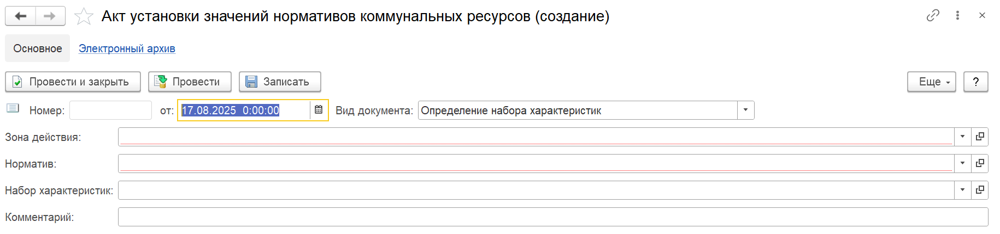 Акт установки значений нормативов коммунальных ресурсов (создание)
Основное Электронный архив
Провести и закрыть Провести Записать Еще ?
Номер: от: 17.08.2025 0:00:00 Вид документа: Определение набора характеристик
Зона действия:
Норматив:
Набор характеристик:
Комментарий: